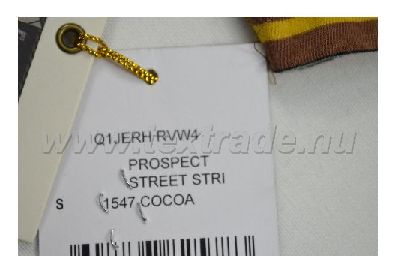 Q1JERH RVW4
www.textrade.nu
PROSPECT
STREET STRI
S 1547 COCOA